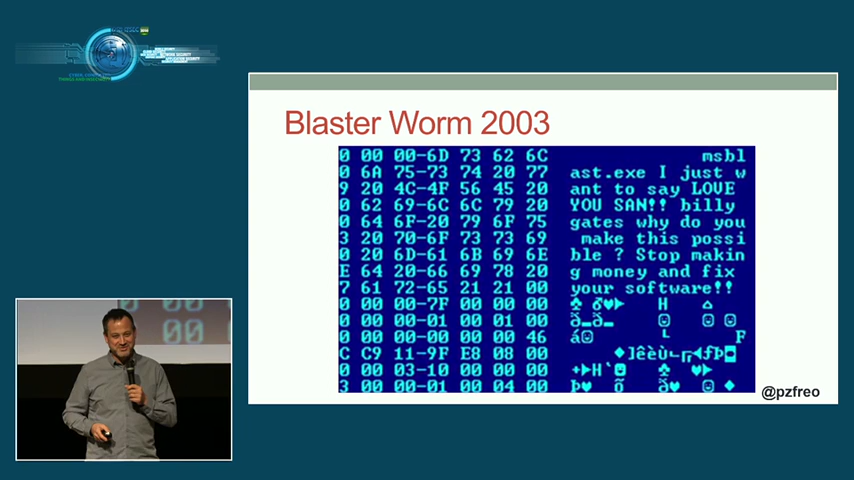 CYBER CONFLICT
THINGS AND INSECURITY
Blaster Worm 2003
0 00 00-6D 73 62 6C msbl
0 6A 75-73 74 20 77 ast.exe I just w
9 20 4C-4F 56 45 20 ant to say LOVE
0 62 69-6C 6C 79 20 YOU SAN!! billy
0 64 6F-20 79 6F 75 gates why do you
3 20 70-6F 73 73 69 make this possi
0 20 6D-61 6B 69 6E ble ? Stop makin
E 64 20-66 69 78 20 g money and fix
7 61 72-65 21 21 00 your software!!
0 00 00-7F 00 00 00 ♣ ♂♥► H ⌂
0 00 00-01 00 01 00
0 00 00-00 00 00 46 á☺ └ F
C C9 11-9F E8 08 00
0 00 03-10 00 00 00
3 00 00-01 00 04 00
@pzfreo
00